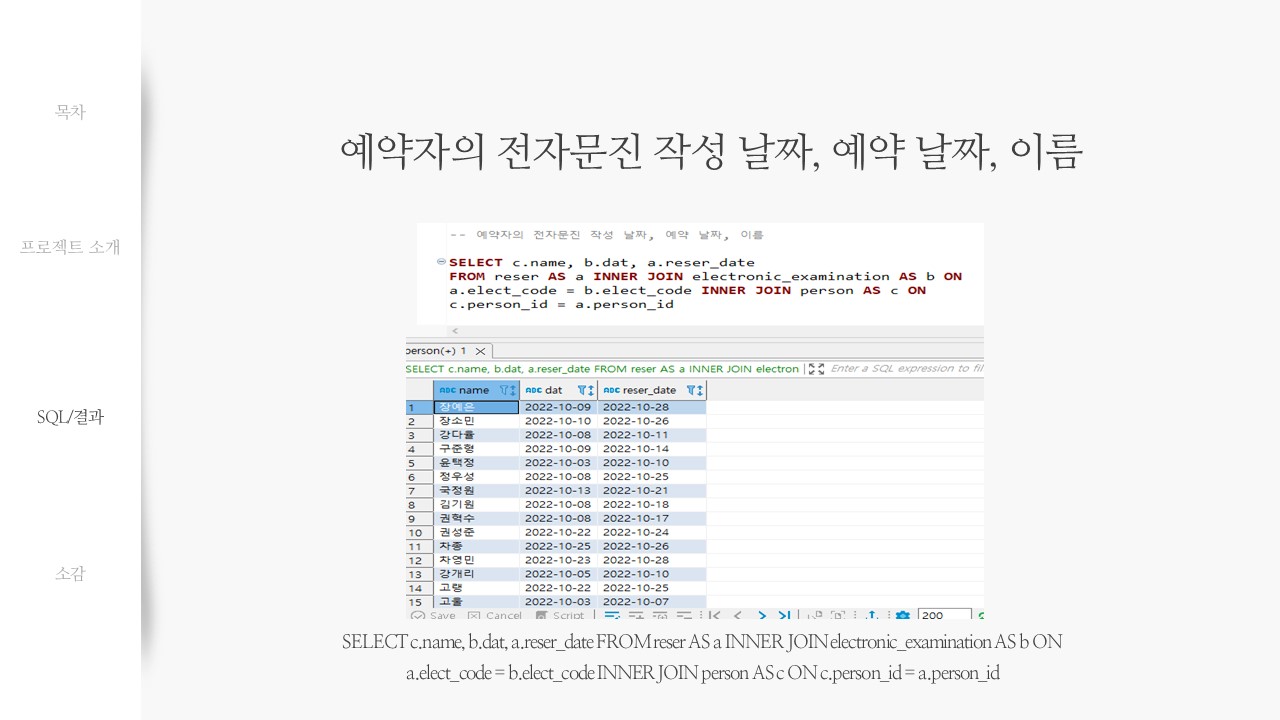 목차
프로젝트 소개
SQL/결과
소감
예약자의 전자문진 작성 날짜, 예약 날짜, 이름
-- 예약자의 전자문진 작성 날짜, 예약 날짜, 이름
SELECT c.name, b.dat, a.reser_date
FROM reser AS a INNER JOIN electronic_examination AS b ON
a.elect_code = b.elect_code INNER JOIN person AS c ON
c.person_id = a.person_id
person(+) 1
SELECT c.name, b.dat, a.reser_date FROM reser AS a INNER JOIN electron Enter a SQL expression to fil
ABC name ABC dat ABC reser_date
1 장예은 2022-10-09 2022-10-28
2 장소민 2022-10-10 2022-10-26
3 강다률 2022-10-08 2022-10-11
4 구준형 2022-10-09 2022-10-14
5 윤택정 2022-10-03 2022-10-10
6 정우성 2022-10-08 2022-10-25
7 국정원 2022-10-13 2022-10-21
8 김기원 2022-10-08 2022-10-18
9 권혁수 2022-10-08 2022-10-17
10 권성준 2022-10-22 2022-10-24
11 차종 2022-10-25 2022-10-26
12 차영민 2022-10-23 2022-10-28
13 강개리 2022-10-05 2022-10-10
14 고랭 2022-10-22 2022-10-25
15 고훌 2022-10-03 2022-10-07
Save Cancel Script 200
SELECT c.name, b.dat, a.reser_date FROM reser AS a INNER JOIN electronic_examination AS b ON
a.elect_code = b.elect_code INNER JOIN person AS c ON c.person_id = a.person_id